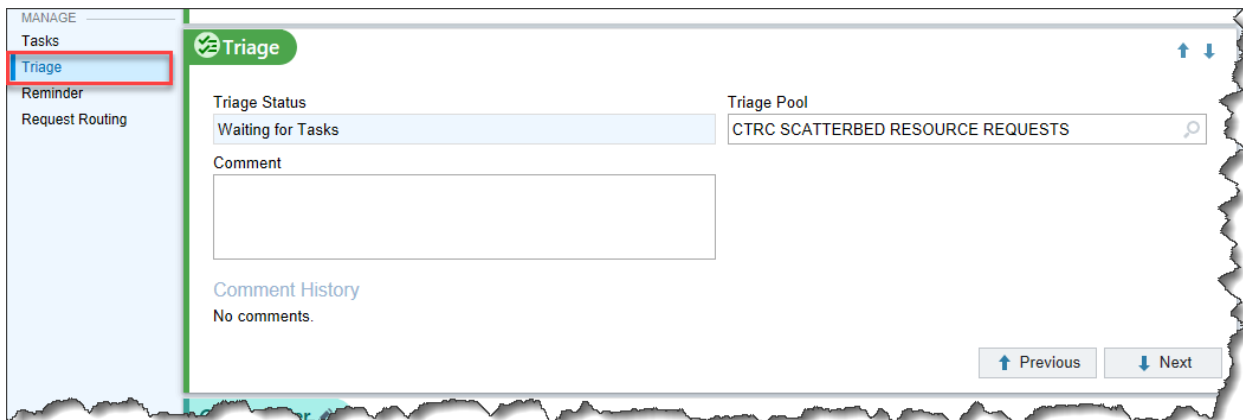 MANAGE
Tasks
Triage
Reminder
Request Routing
Triage
Triage Status
Waiting for Tasks
Triage Pool
CTRC SCATTERBED RESOURCE REQUESTS
Comment
Comment History
No comments.
Previous
Next